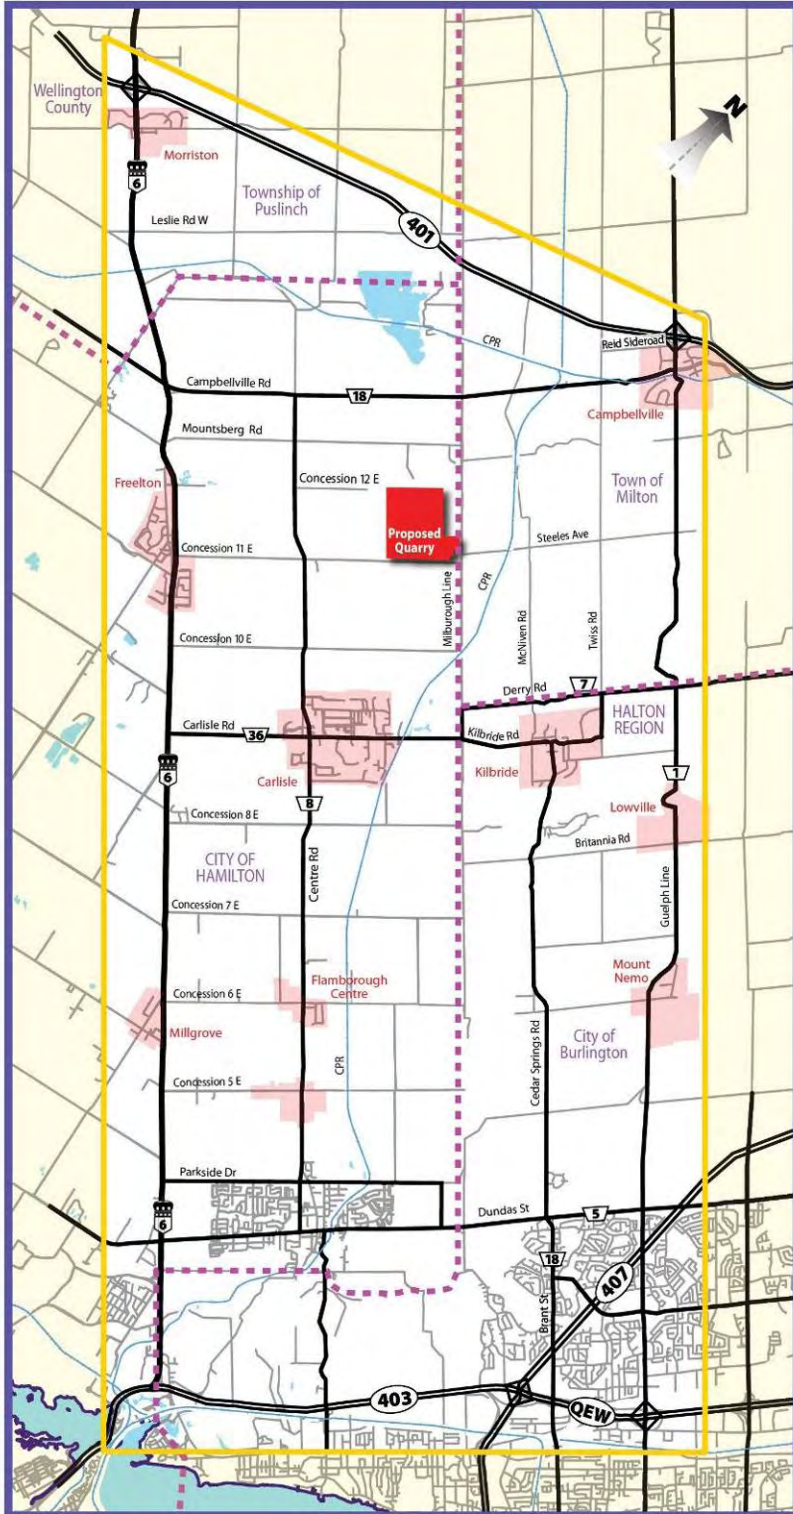 Wellington
County
Morriston
6
Township of
Puslinch
Leslie Rd W
401
N
CPR
Reid Sideroad
Campbellville Rd
18
Campbellville
Mountsberg Rd
Freelton
Concession 12 E
Town of
Milton
Proposed
Quarry
Concession 11 E
Steeles Ave
Milburough Line
CPR
McNiven Rd
Twiss Rd
Concession 10 E
Derry Rd
7
Carlisle Rd
36
Kilbride Rd
HALTON
REGION
6
Carlisle
Kilbride
1
8
Lowville
Concession 8 E
Britannia Rd
CITY OF
HAMILTON
Centre Rd
Guelph Line
Concession 7 E
Flamborough
Centre
Mount
Nemo
Concession 6 E
Millgrove
Cedar Springs Rd
City of
Burlington
CPR
Concession 5 E
Parkside Dr
Dundas St
5
6
18
407
Brant St
403
QEW